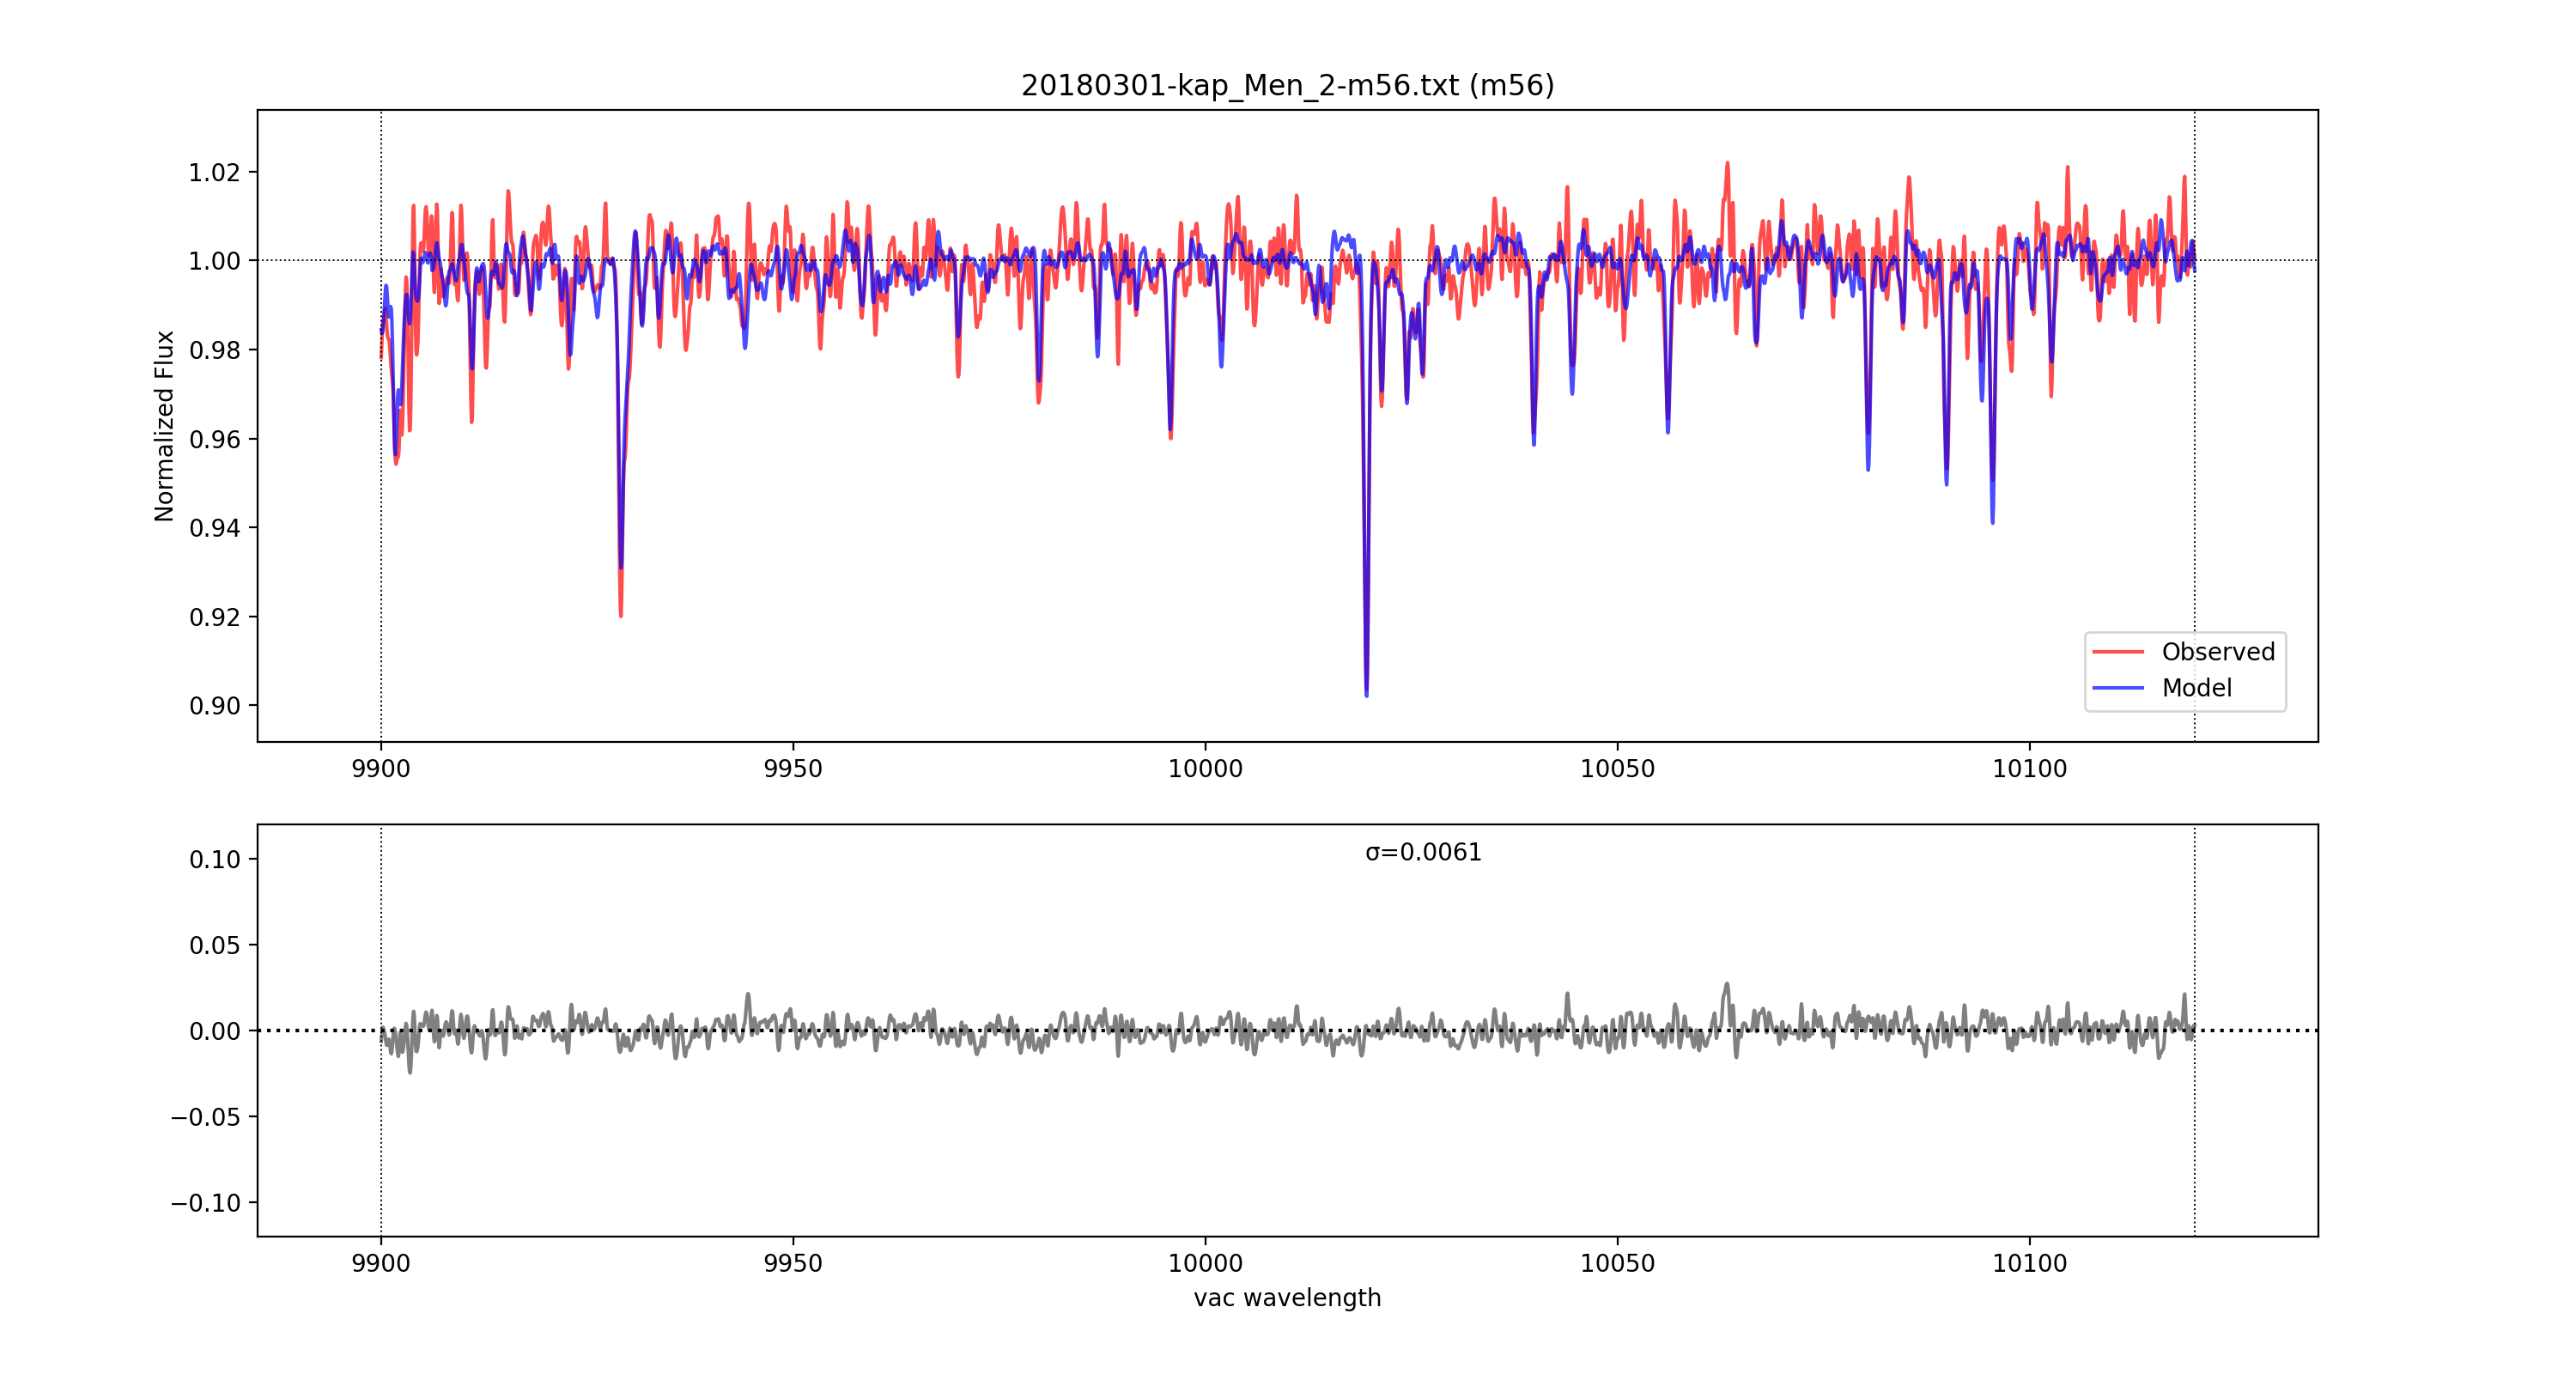 20180301-kap_Men_2-m56.txt (m56)
Normalized Flux
1.02
1.00
0.98
0.96
0.94
0.92
0.90
Observed
Model
9900 9950 10000 10050 10100
σ=0.0061
0.10
0.05
0.00
−0.05
−0.10
9900 9950 10000 10050 10100
vac wavelength